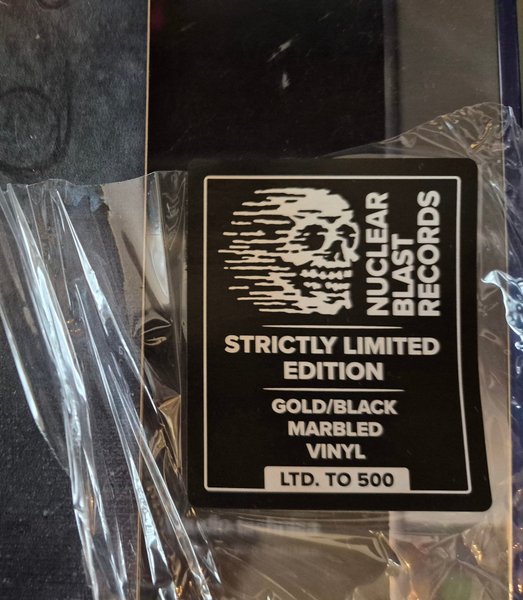 NUCLEAR
BLAST
RECORDS
STRICTLY LIMITED
EDITION
GOLD/BLACK
MARBLED
VINYL
LTD. TO 500